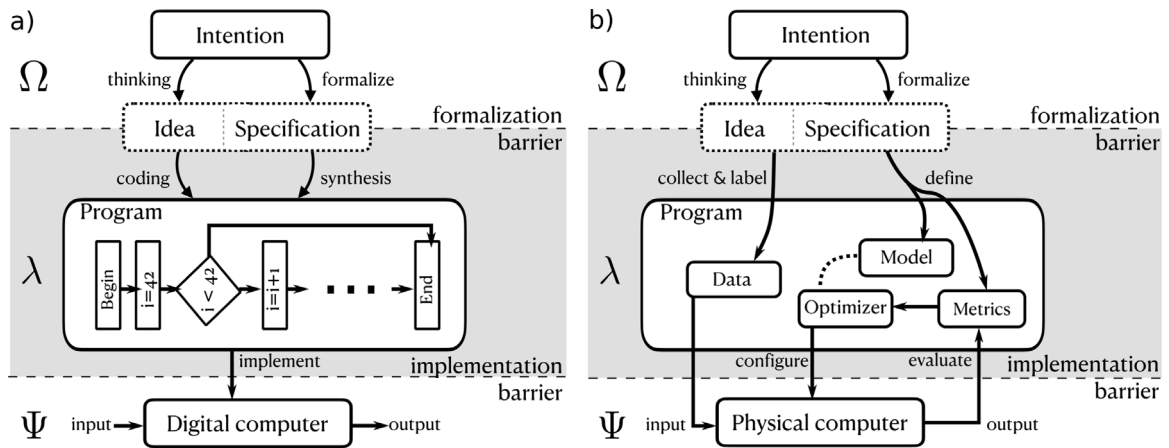 a)
Intention
Ω
thinking
formalize
Idea
Specification
formalization
barrier
coding
synthesis
Program
λ
Begin
i=42
i < 42
i=i+1
End
implement
implementation
barrier
Ψ
input
Digital computer
output
b)
Intention
Ω
thinking
formalize
Idea
Specification
formalization
barrier
collect & label
define
Program
λ
Data
Model
Optimizer
Metrics
configure
evaluate
implementation
barrier
Ψ
input
Physical computer
output